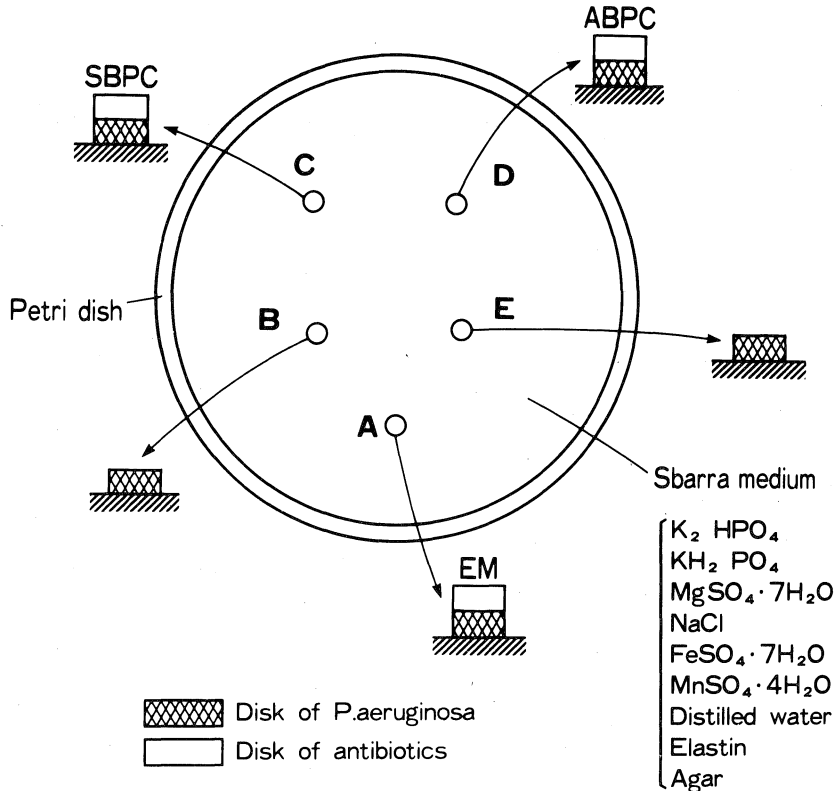 ABPC
SBPC
C
D
Petri dish
B
E
A
Sbarra medium
EM
K₂ HPO₄
KH₂ PO₄
MgSO₄·7H₂O
NaCl
FeSO₄·7H₂O
MnSO₄·4H₂O
Distilled water
Elastin
Agar
Disk of P.aeruginosa
Disk of antibiotics